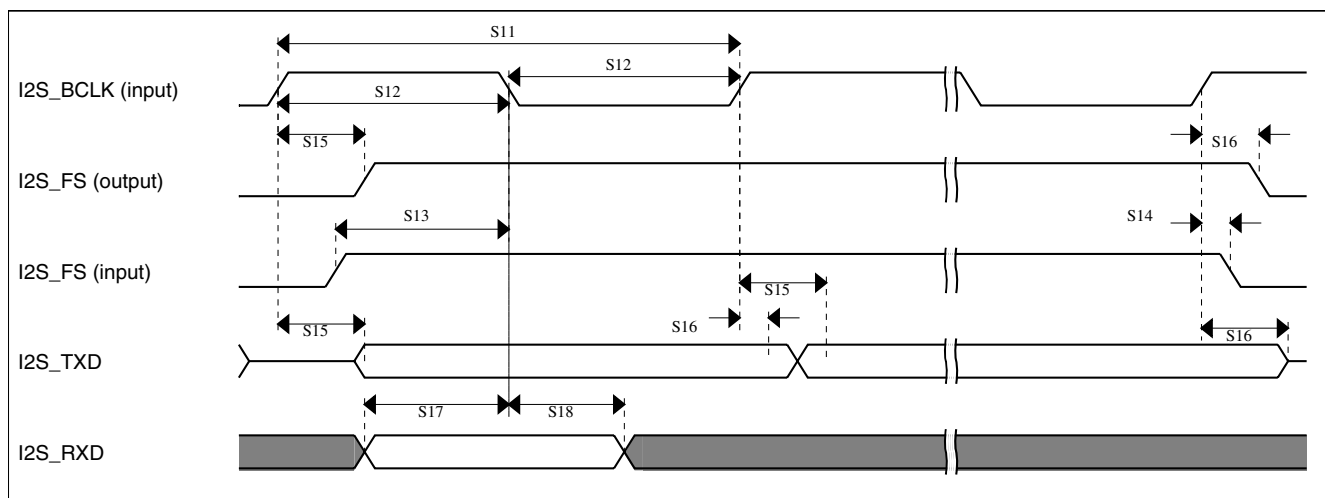 S11
S12
I2S_BCLK (input)
S12
S15
S16
I2S_FS (output)
S13
S14
I2S_FS (input)
S15
S15
S16
S16
I2S_TXD
S17
S18
I2S_RXD